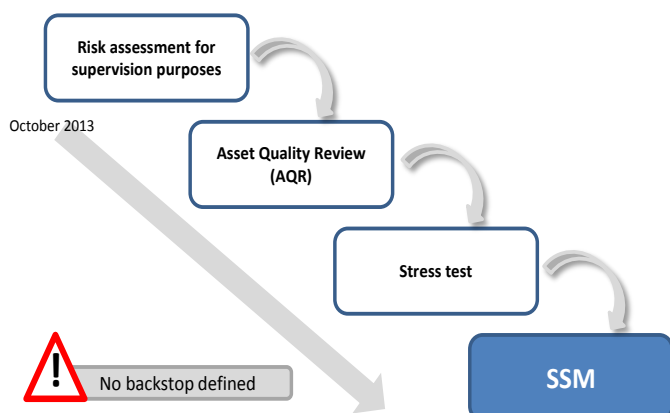 Risk assessment for
supervision purposes
October 2013
Asset Quality Review
(AQR)
Stress test
!
No backstop defined
SSM